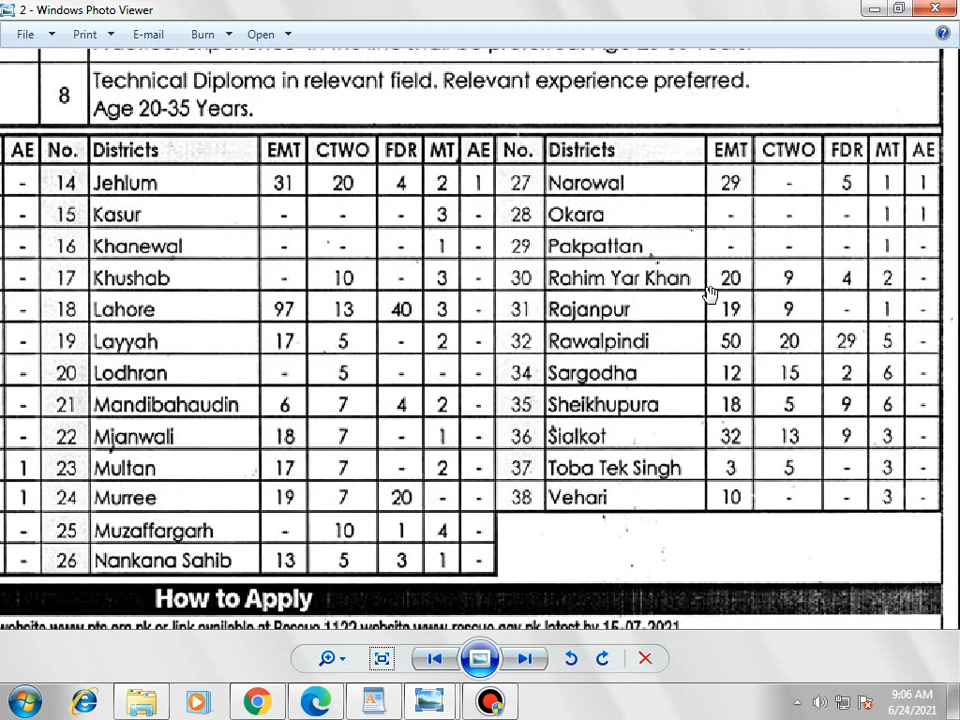 2 - Windows Photo Viewer
File Print E-mail Burn Open
8 Technical Diploma in relevant field. Relevant experience preferred.
Age 20-35 Years.
AE No. Districts EMT CTWO FDR MT AE No. Districts EMT CTWO FDR MT AE
- 14 Jehlum 31 20 4 2 1 27 Narowal 29 - 5 1 1
- 15 Kasur - - - 3 - 28 Okara - - - 1 1
- 16 Khanewal - - - 1 - 29 Pakpattan - - - 1 -
- 17 Khushab - 10 - 3 - 30 Rahim Yar Khan 20 9 4 2 -
- 18 Lahore 97 13 40 3 - 31 Rajanpur 19 9 - 1 -
- 19 Layyah 17 5 - 2 - 32 Rawalpindi 50 20 29 5 -
- 20 Lodhran - 5 - - - 34 Sargodha 12 15 2 6 -
- 21 Mandibahaudin 6 7 4 2 - 35 Sheikhupura 18 5 9 6 -
- 22 Mianwali 18 7 - 1 - 36 Sialkot 32 13 9 3 -
1 23 Multan 17 7 - 2 - 37 Toba Tek Singh 3 5 - 3 -
1 24 Murree 19 7 20 - - 38 Vehari 10 - - 3 -
25 Muzaffargarh - 10 1 4 -
26 Nankana Sahib 13 5 3 1 -
How to Apply
website www.pts.org.pk or link available at Rescue 1122 website www.rescue.gov.pk latest by 15-07-2021
9:06 AM
6/24/2021